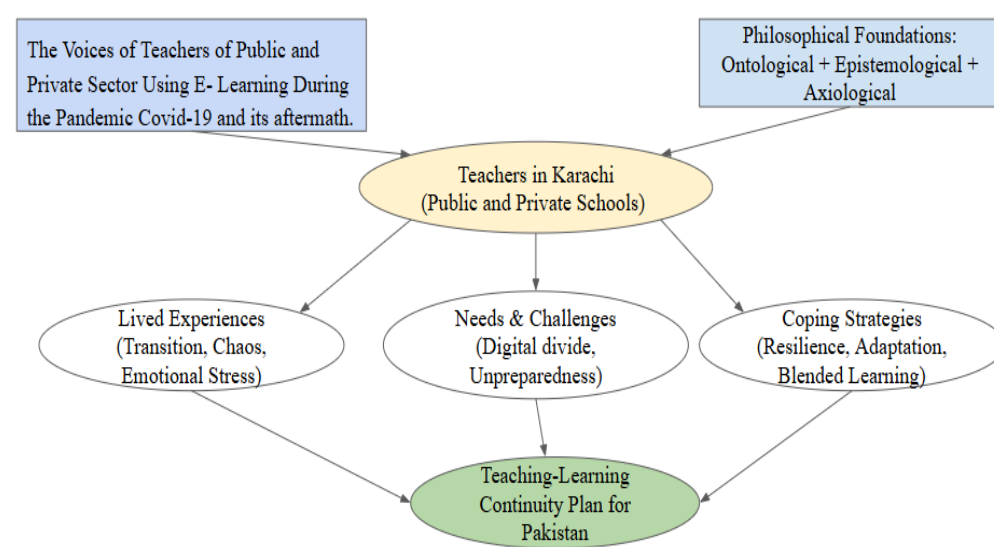 The Voices of Teachers of Public and
Private Sector Using E- Learning During
the Pandemic Covid-19 and its aftermath.
Philosophical Foundations:
Ontological + Epistemological +
Axiological
Teachers in Karachi
(Public and Private Schools)
Lived Experiences
(Transition, Chaos,
Emotional Stress)
Needs & Challenges
(Digital divide,
Unpreparedness)
Coping Strategies
(Resilience, Adaptation,
Blended Learning)
Teaching-Learning
Continuity Plan for
Pakistan